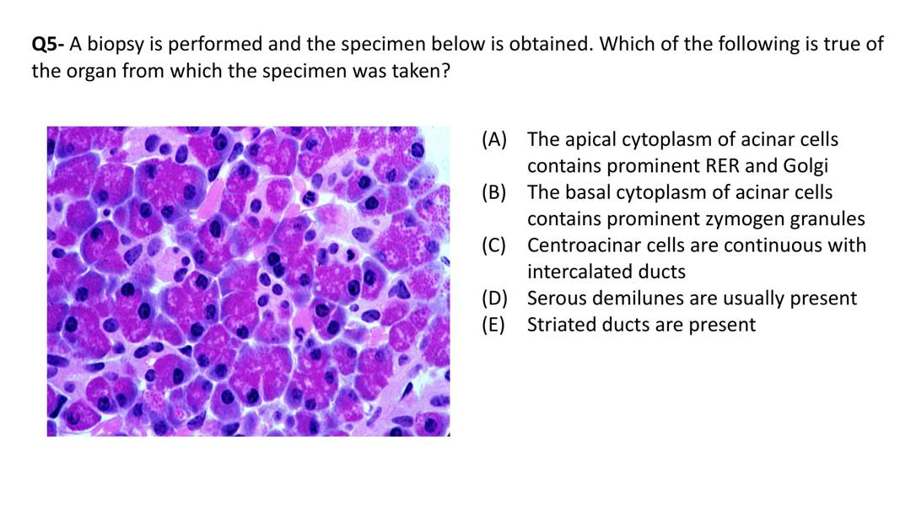 Q5- A biopsy is performed and the specimen below is obtained. Which of the following is true of
the organ from which the specimen was taken?
(A) The apical cytoplasm of acinar cells
contains prominent RER and Golgi
(B) The basal cytoplasm of acinar cells
contains prominent zymogen granules
(C) Centroacinar cells are continuous with
intercalated ducts
(D) Serous demilunes are usually present
(E) Striated ducts are present